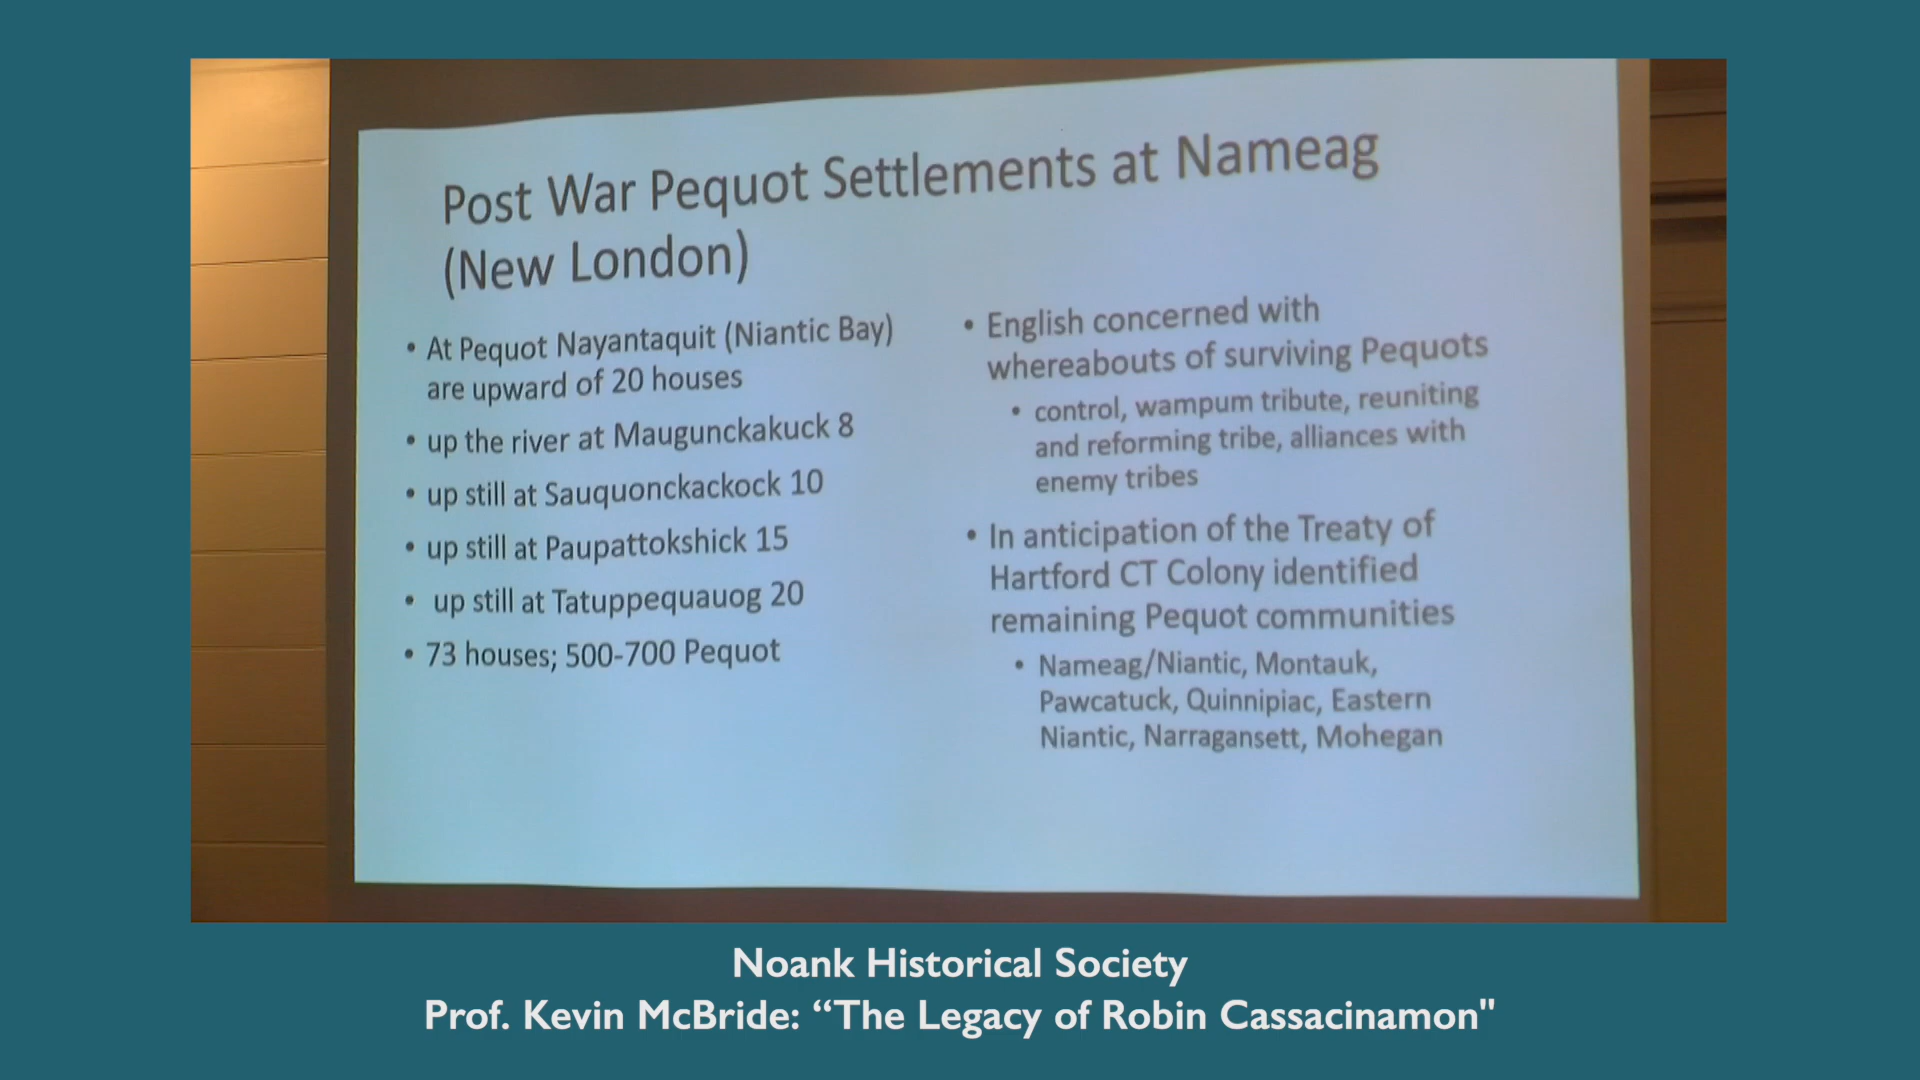 Post War Pequot Settlements at Nameag
(New London)
• At Pequot Nayantaquit (Niantic Bay)
are upward of 20 houses
• up the river at Maugunckakuck 8
• up still at Sauquonckackock 10
• up still at Paupattokshick 15
• up still at Tatuppequauog 20
• 73 houses; 500-700 Pequot
• English concerned with
whereabouts of surviving Pequots
• control, wampum tribute, reuniting
and reforming tribe, alliances with
enemy tribes
• In anticipation of the Treaty of
Hartford CT Colony identified
remaining Pequot communities
• Nameag/Niantic, Montauk,
Pawcatuck, Quinnipiac, Eastern
Niantic, Narragansett, Mohegan
Noank Historical Society
Prof. Kevin McBride: “The Legacy of Robin Cassacinamon"